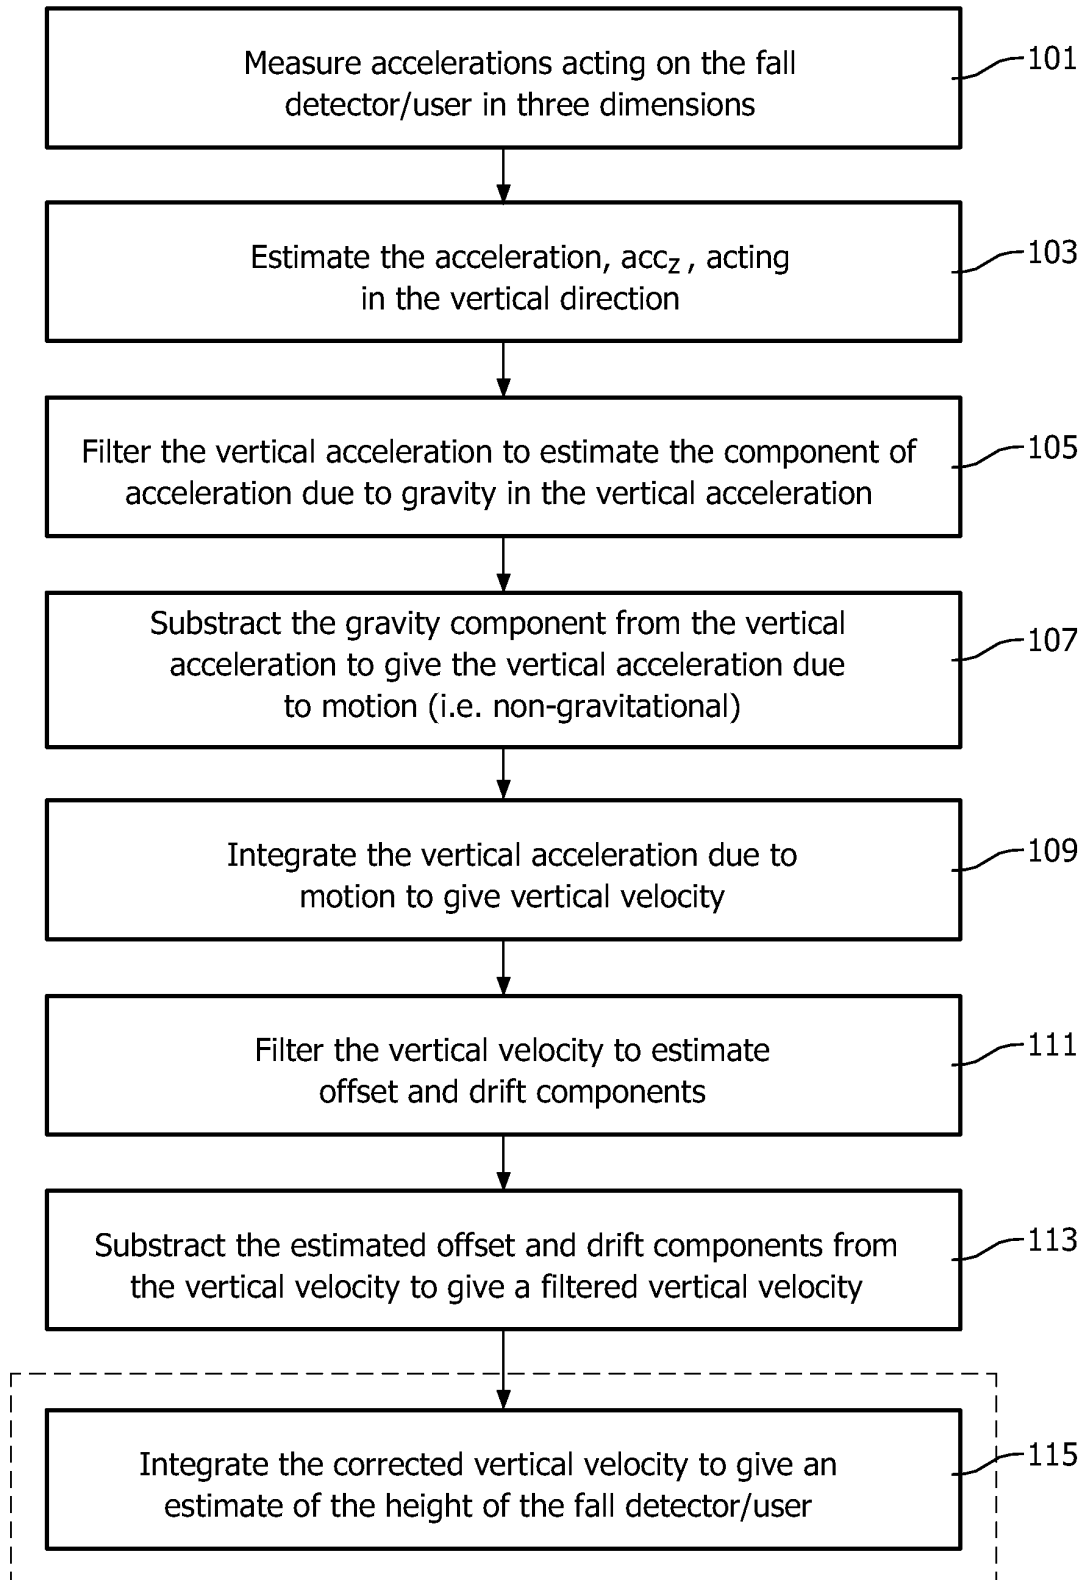 Measure accelerations acting on the fall
detector/user in three dimensions
101
Estimate the acceleration, accz , acting
in the vertical direction
103
Filter the vertical acceleration to estimate the component of
acceleration due to gravity in the vertical acceleration
105
Substract the gravity component from the vertical
acceleration to give the vertical acceleration due
to motion (i.e. non-gravitational)
107
Integrate the vertical acceleration due to
motion to give vertical velocity
109
Filter the vertical velocity to estimate
offset and drift components
111
Substract the estimated offset and drift components from
the vertical velocity to give a filtered vertical velocity
113
Integrate the corrected vertical velocity to give an
estimate of the height of the fall detector/user
115